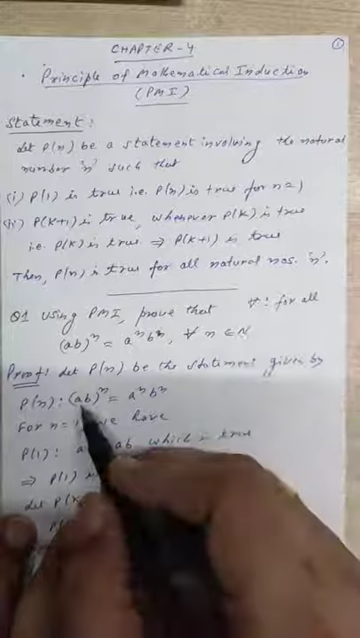 ①
CHAPTER-4
• Principle of Mathematical Induction
(PMI)
Statement:
Let P(n) be a statement involving the natural
number 'n' such that
(i) P(1) is true i.e. P(n) is true for n=1
(ii) P(K+1) is true, whenever P(K) is true
i.e. P(K) is true ⇒ P(K+1) is true
Then, P(n) is true for all natural nos. 'n'.
Q1 Using PMI, prove that ∀: for all
(ab)ⁿ = aⁿbⁿ, ∀ n ∈ N
Proof: Let P(n) be the statement given by
P(n): (ab)ⁿ = aⁿbⁿ
For n=1, we have
P(1): ab which is true
⇒ P(1) is
Let P(K